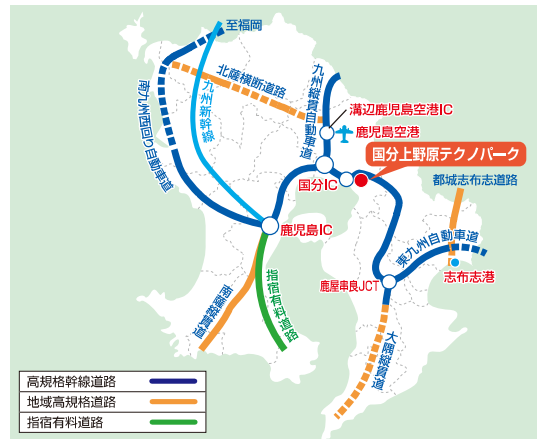 至福岡
北薩横断道路
九州縦貫自動車道
九州新幹線
南九州西回り自動車道
溝辺鹿児島空港IC
鹿児島空港
国分上野原テクノパーク
国分IC
都城志布志道路
鹿児島IC
東九州自動車道
志布志港
鹿屋串良JCT
指宿有料道路
南薩縦貫道
大隅縦貫道
高規格幹線道路
地域高規格道路
指宿有料道路